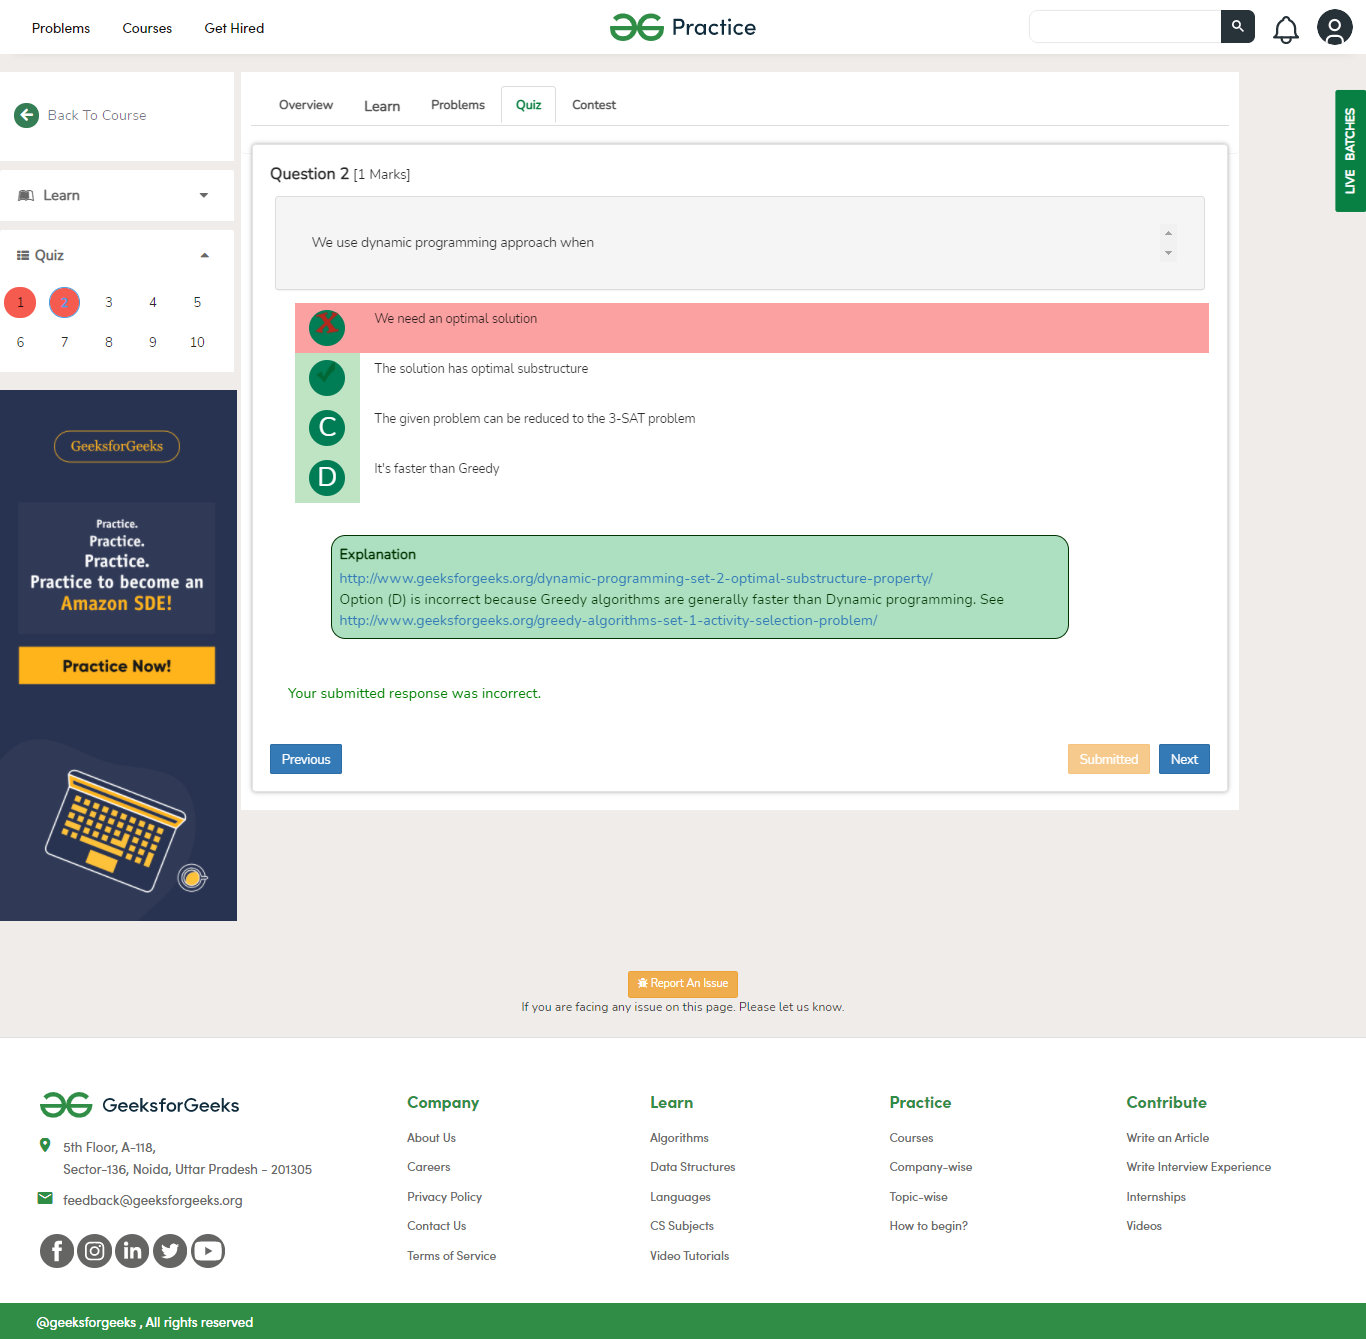 Problems
Courses
Get Hired
Practice
LIVE BATCHES
Back To Course
Learn
Quiz
1
2
3
4
5
6
7
8
9
10
GeeksforGeeks
Practice.
Practice.
Practice.
Practice to become an
Amazon SDE!
Practice Now!
Overview
Learn
Problems
Quiz
Contest
Question 2 [1 Marks]
We use dynamic programming approach when
X
We need an optimal solution
The solution has optimal substructure
C
The given problem can be reduced to the 3-SAT problem
D
It's faster than Greedy
Explanation
http://www.geeksforgeeks.org/dynamic-programming-set-2-optimal-substructure-property/
Option (D) is incorrect because Greedy algorithms are generally faster than Dynamic programming. See
http://www.geeksforgeeks.org/greedy-algorithms-set-1-activity-selection-problem/
Your submitted response was incorrect.
Previous
Submitted
Next
Report An Issue
If you are facing any issue on this page. Please let us know.
GeeksforGeeks
5th Floor, A-118,
Sector-136, Noida, Uttar Pradesh - 201305
feedback@geeksforgeeks.org
Company
About Us
Careers
Privacy Policy
Contact Us
Terms of Service
Learn
Algorithms
Data Structures
Languages
CS Subjects
Video Tutorials
Practice
Courses
Company-wise
Topic-wise
How to begin?
Contribute
Write an Article
Write Interview Experience
Internships
Videos
@geeksforgeeks , All rights reserved